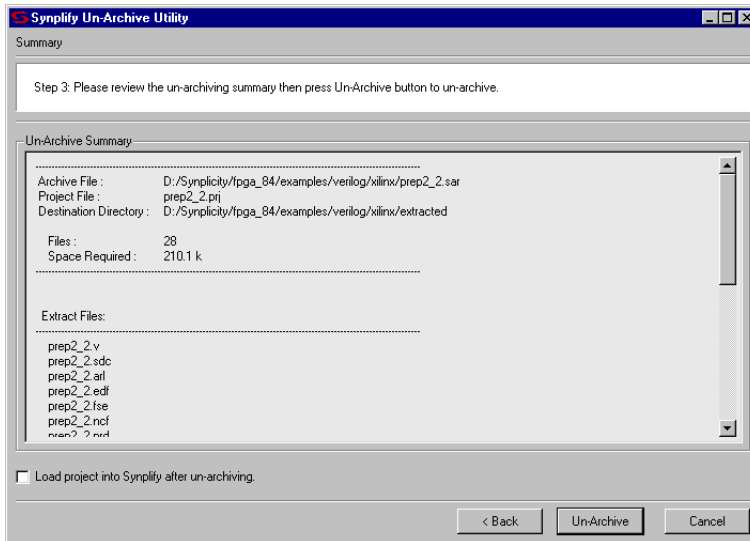 Synplify Un-Archive Utility
Summary
Step 3: Please review the un-archiving summary then press Un-Archive button to un-archive.
Un-Archive Summary
Archive File : D:/Synplicity/fpga_84/examples/verilog/xilinx/prep2_2.sar
Project File : prep2_2.prj
Destination Directory : D:/Synplicity/fpga_84/examples/verilog/xilinx/extracted
Files : 28
Space Required : 210.1 k
Extract Files:
prep2_2.v
prep2_2.sdc
prep2_2.arl
prep2_2.edf
prep2_2.fse
prep2_2.ncf
prep2_2.prd
Load project into Synplify after un-archiving.
< Back Un-Archive Cancel